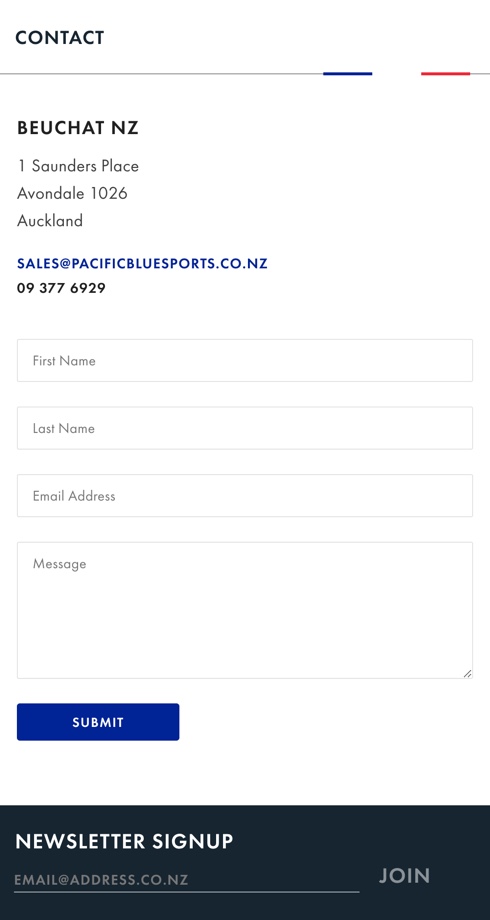 CONTACT
BEUCHAT NZ
1 Saunders Place
Avondale 1026
Auckland
SALES@PACIFICBLUESPORTS.CO.NZ
09 377 6929
First Name
Last Name
Email Address
Message
SUBMIT
NEWSLETTER SIGNUP
EMAIL@ADDRESS.CO.NZ
JOIN